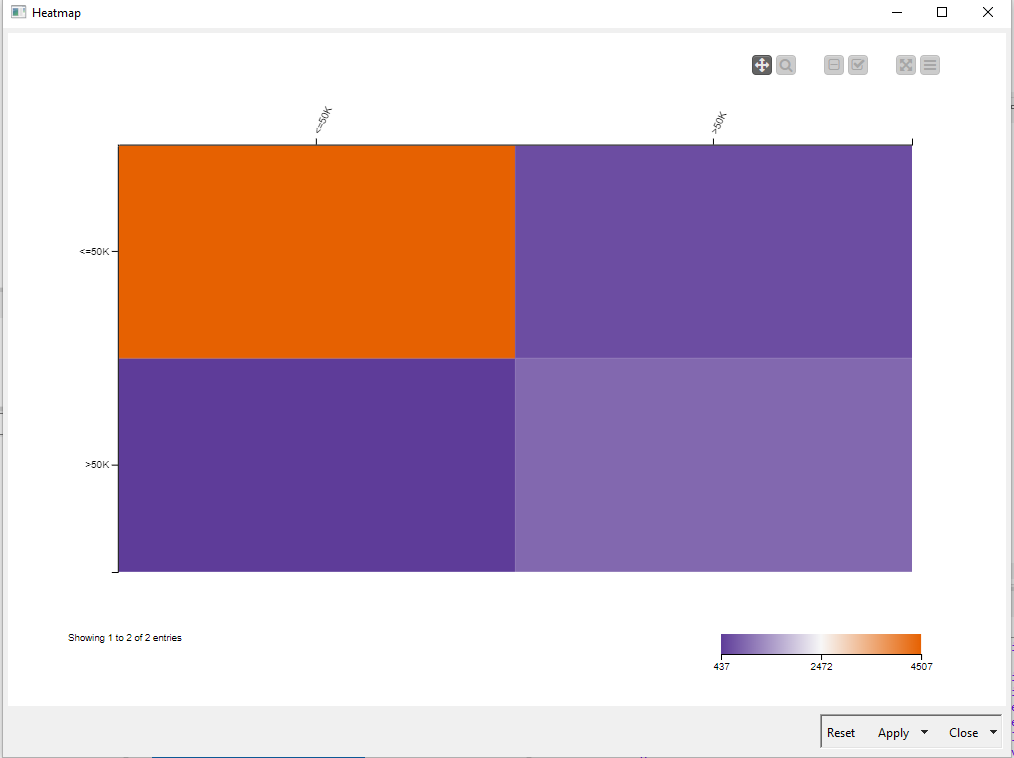 Heatmap
<=50K
>50K
<=50K
>50K
Showing 1 to 2 of 2 entries
437 2472 4507
Reset Apply Close